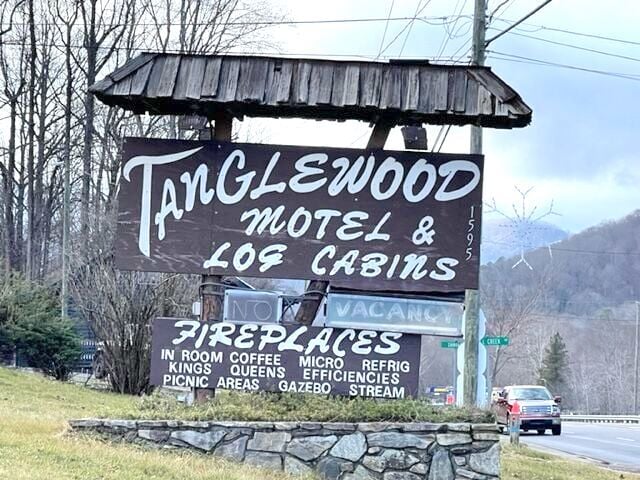 TANGLEWOOD
MOTEL &
LOG CABINS
1595
NO VACANCY
FIREPLACES
IN ROOM COFFEE MICRO REFRIG
KINGS QUEENS EFFICIENCIES
PICNIC AREAS GAZEBO STREAM
CREEK